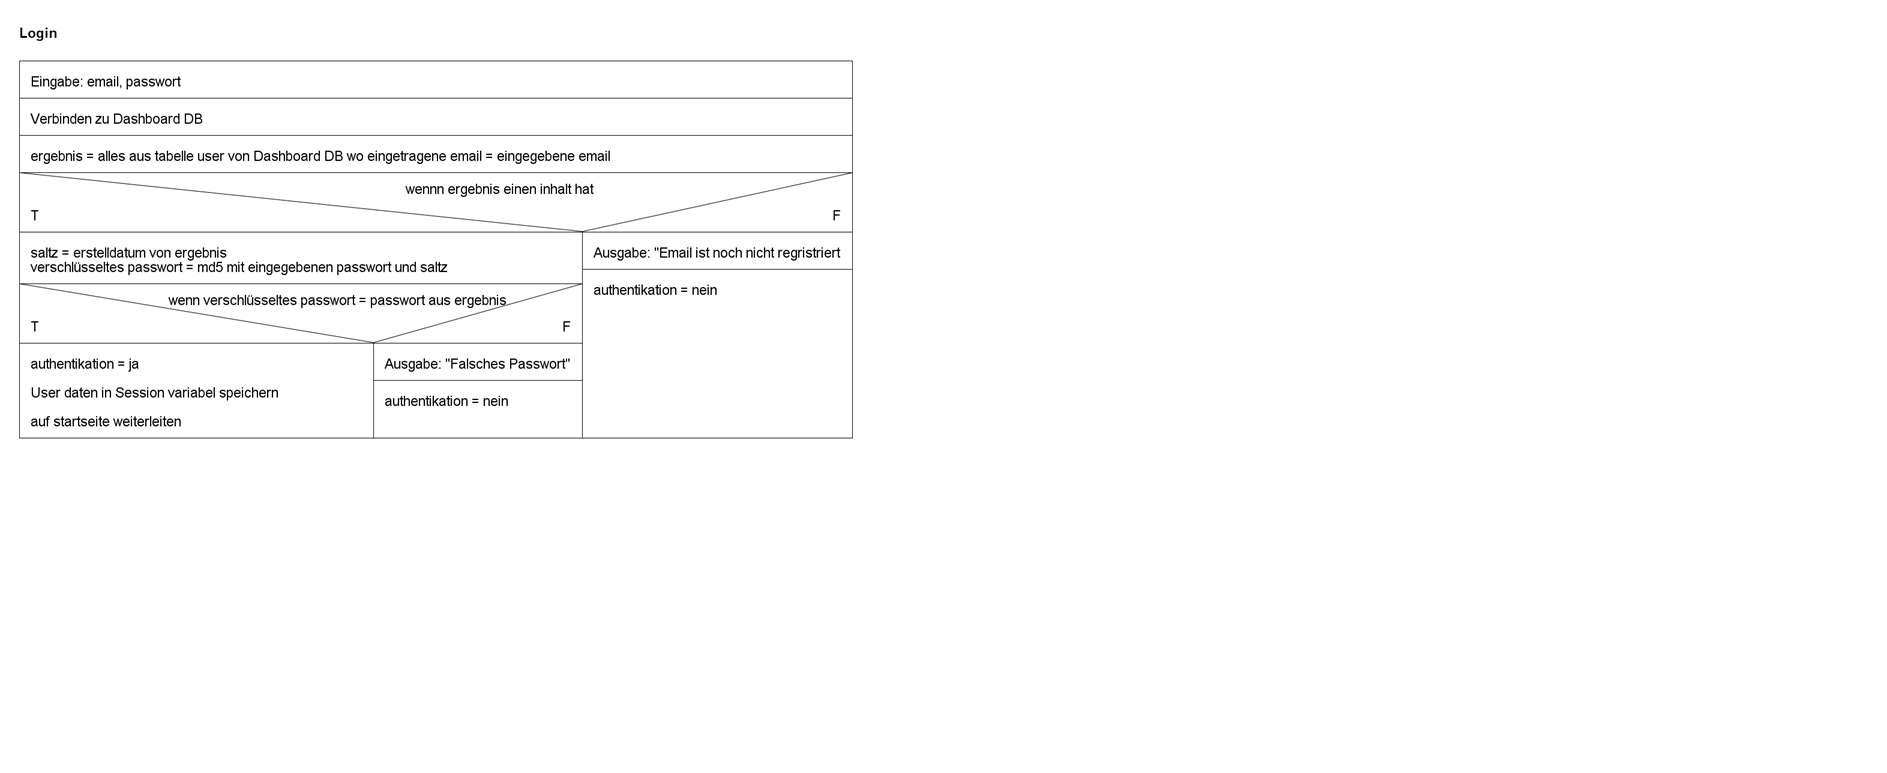 Login
Eingabe: email, passwort
Verbinden zu Dashboard DB
ergebnis = alles aus tabelle user von Dashboard DB wo eingetragene email = eingegebene email
wennn ergebnis einen inhalt hat
T
F
saltz = erstelldatum von ergebnis
verschlüsseltes passwort = md5 mit eingegebenen passwort und saltz
Ausgabe: "Email ist noch nicht regristriert
authentikation = nein
wenn verschlüsseltes passwort = passwort aus ergebnis
T
F
authentikation = ja
User daten in Session variabel speichern
auf startseite weiterleiten
Ausgabe: "Falsches Passwort"
authentikation = nein